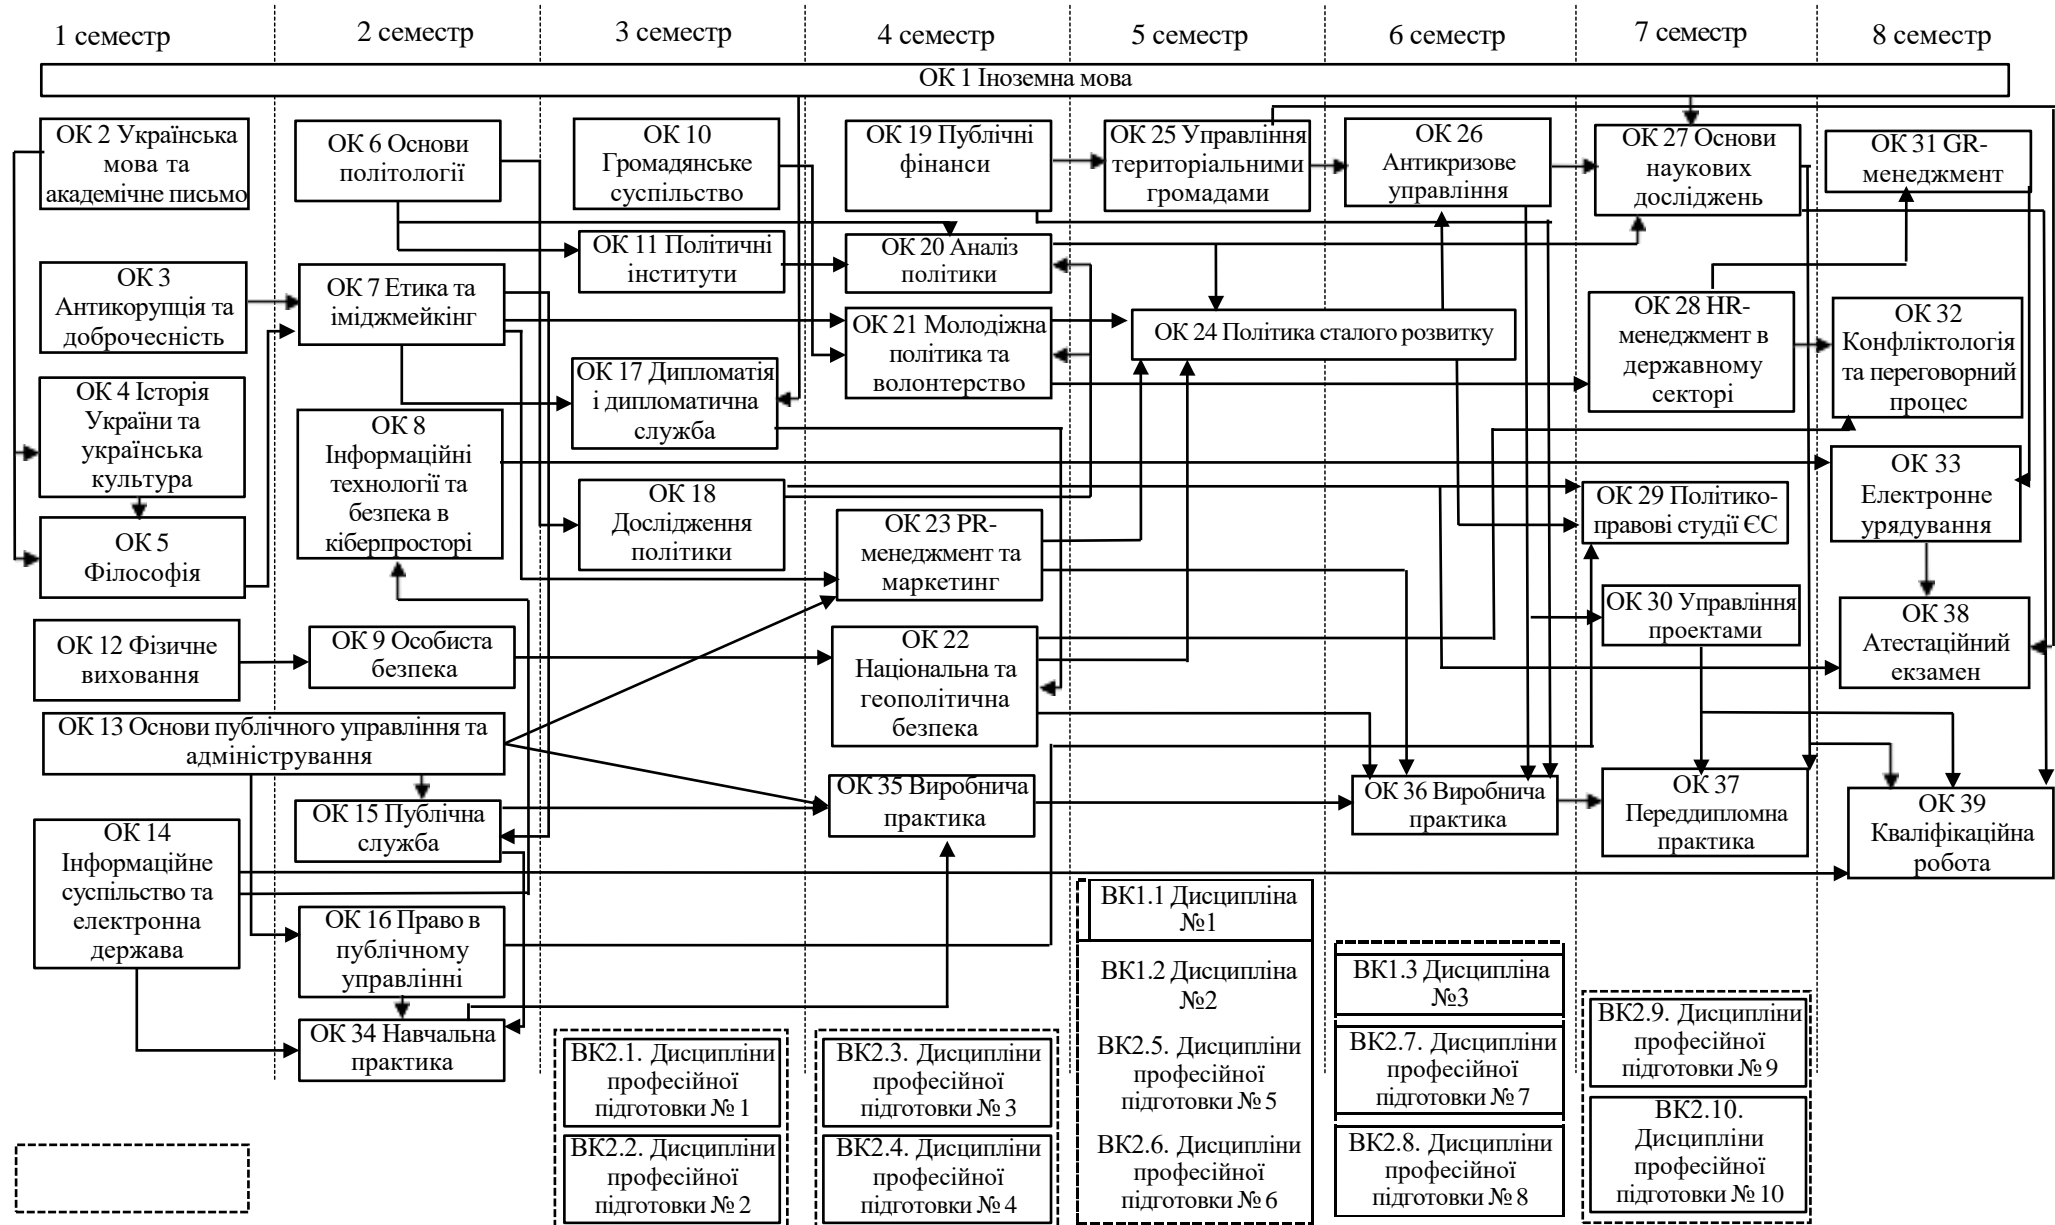 1 семестр
2 семестр
3 семестр
4 семестр
5 семестр
6 семестр
7 семестр
8 семестр
ОК 1 Іноземна мова
ОК 2 Українська
мова та
академічне письмо
ОК 3
Антикорупція та
доброчесність
ОК 4 Історія
України та
українська
культура
ОК 5
Філософія
ОК 12 Фізичне
виховання
ОК 13 Основи публічного управління та
адміністрування
ОК 14
Інформаційне
суспільство та
електронна
держава
ОК 6 Основи
політології
ОК 7 Етика та
іміджмейкінг
ОК 8
Інформаційні
технології та
безпека в
кіберпросторі
ОК 9 Особиста
безпека
ОК 15 Публічна
служба
ОК 16 Право в
публічному
управлінні
ОК 34 Навчальна
практика
ОК 10
Громадянське
суспільство
ОК 11 Політичні
інститути
ОК 17 Дипломатія
і дипломатична
служба
ОК 18
Дослідження
політики
ВК2.1. Дисципліни
професійної
підготовки № 1
ВК2.2. Дисципліни
професійної
підготовки № 2
ОК 19 Публічні
фінанси
ОК 20 Аналіз
політики
ОК 21 Молодіжна
політика та
волонтерство
ОК 23 PR-
менеджмент та
маркетинг
ОК 22
Національна та
геополітична
безпека
ОК 35 Виробнича
практика
ВК2.3. Дисципліни
професійної
підготовки № 3
ВК2.4. Дисципліни
професійної
підготовки № 4
ОК 25 Управління
територіальними
громадами
ОК 24 Політика сталого розвитку
ВК1.1 Дисципліна
№1
ВК1.2 Дисципліна
№2
ВК2.5. Дисципліни
професійної
підготовки № 5
ВК2.6. Дисципліни
професійної
підготовки № 6
ОК 26
Антикризове
управління
ОК 36 Виробнича
практика
ВК1.3 Дисципліна
№3
ВК2.7. Дисципліни
професійної
підготовки № 7
ВК2.8. Дисципліни
професійної
підготовки № 8
ОК 27 Основи
наукових
досліджень
ОК 28 HR-
менеджмент в
державному
секторі
ОК 29 Політико-
правові студії ЄС
ОК 30 Управління
проектами
ОК 37
Переддипломна
практика
ВК2.9. Дисципліни
професійної
підготовки № 9
ВК2.10.
Дисципліни
професійної
підготовки № 10
ОК 31 GR-
менеджмент
ОК 32
Конфліктологія
та переговорний
процес
ОК 33
Електронне
урядування
ОК 38
Атестаційний
екзамен
ОК 39
Кваліфікаційна
робота